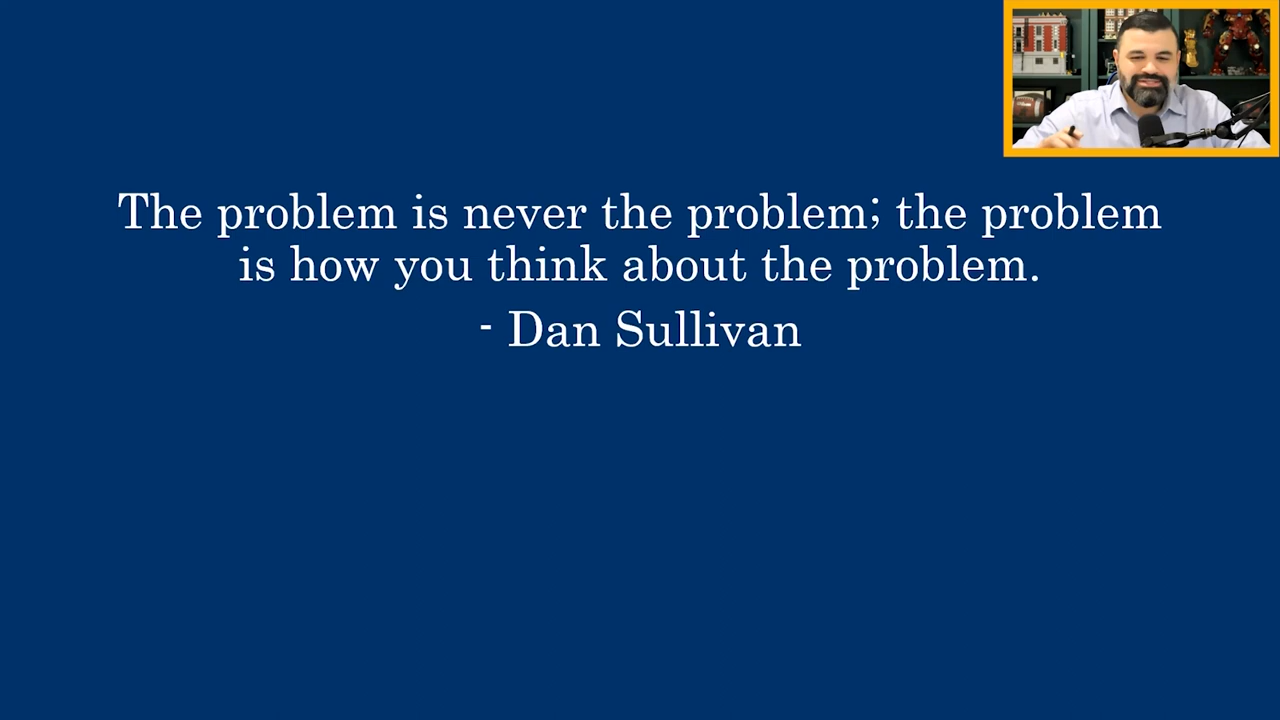 The problem is never the problem; the problem
is how you think about the problem.
- Dan Sullivan